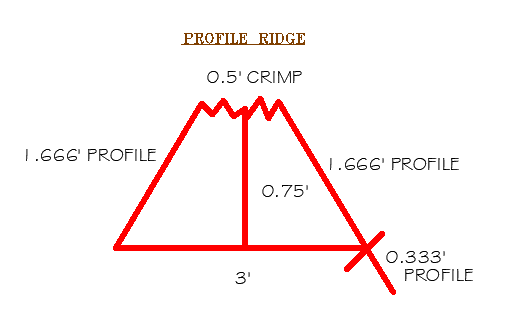 PROFILE RIDGE
0.5' CRIMP
1.666' PROFILE
1.666' PROFILE
0.75'
0.333'
PROFILE
3'